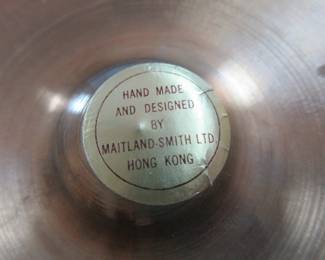 HAND MADE
AND DESIGNED
BY
MAITLAND-SMITH LTD.
HONG KONG